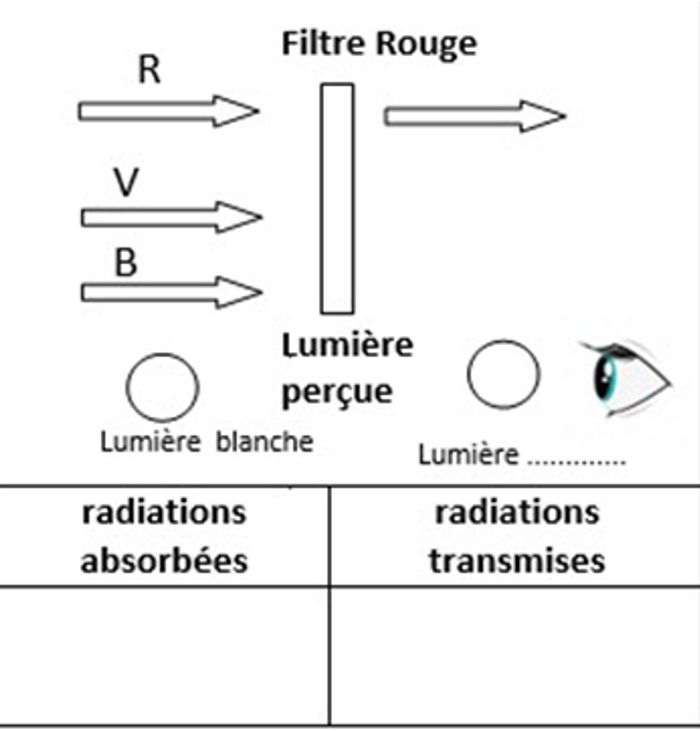 Filtre Rouge
R
V
B
Lumière
perçue
Lumière blanche
Lumière .............
radiations
absorbées
radiations
transmises